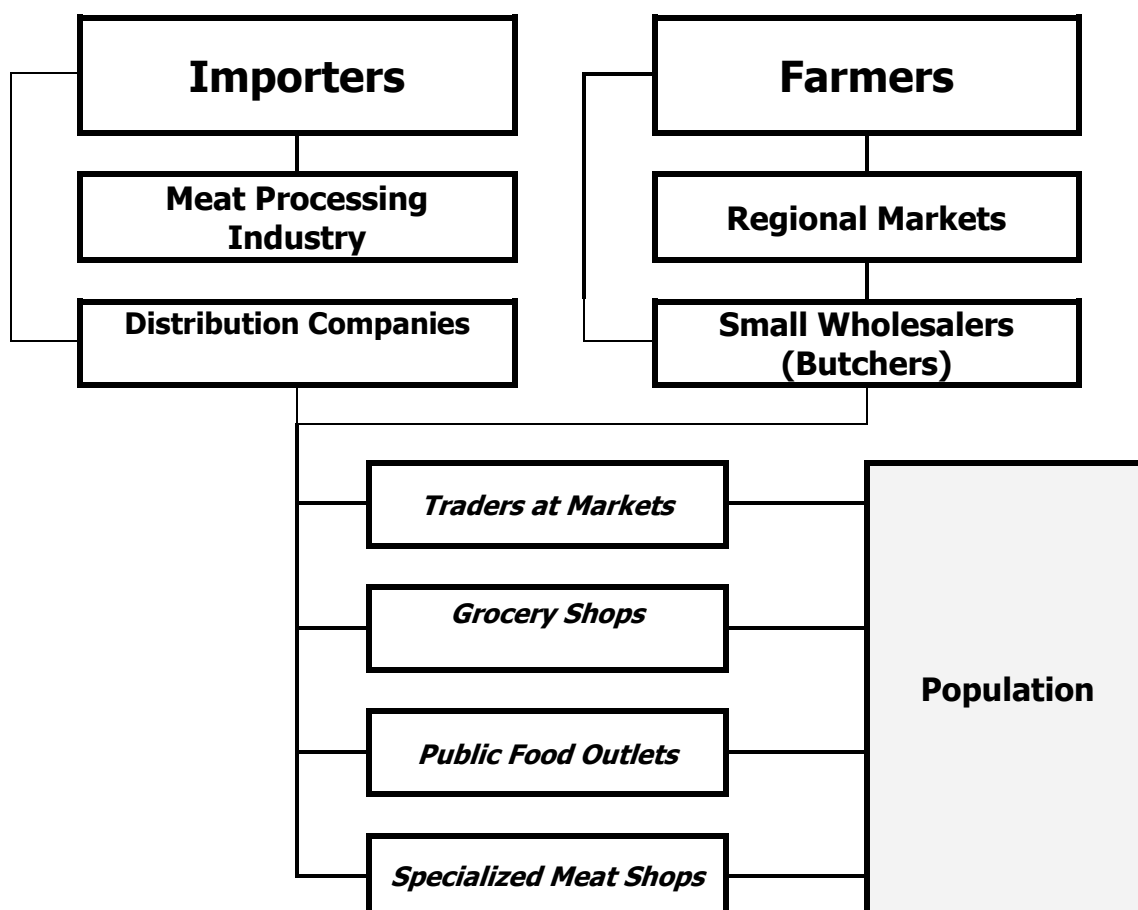 Importers
Farmers
Meat Processing
Industry
Regional Markets
Distribution Companies
Small Wholesalers
(Butchers)
Traders at Markets
Grocery Shops
Public Food Outlets
Specialized Meat Shops
Population